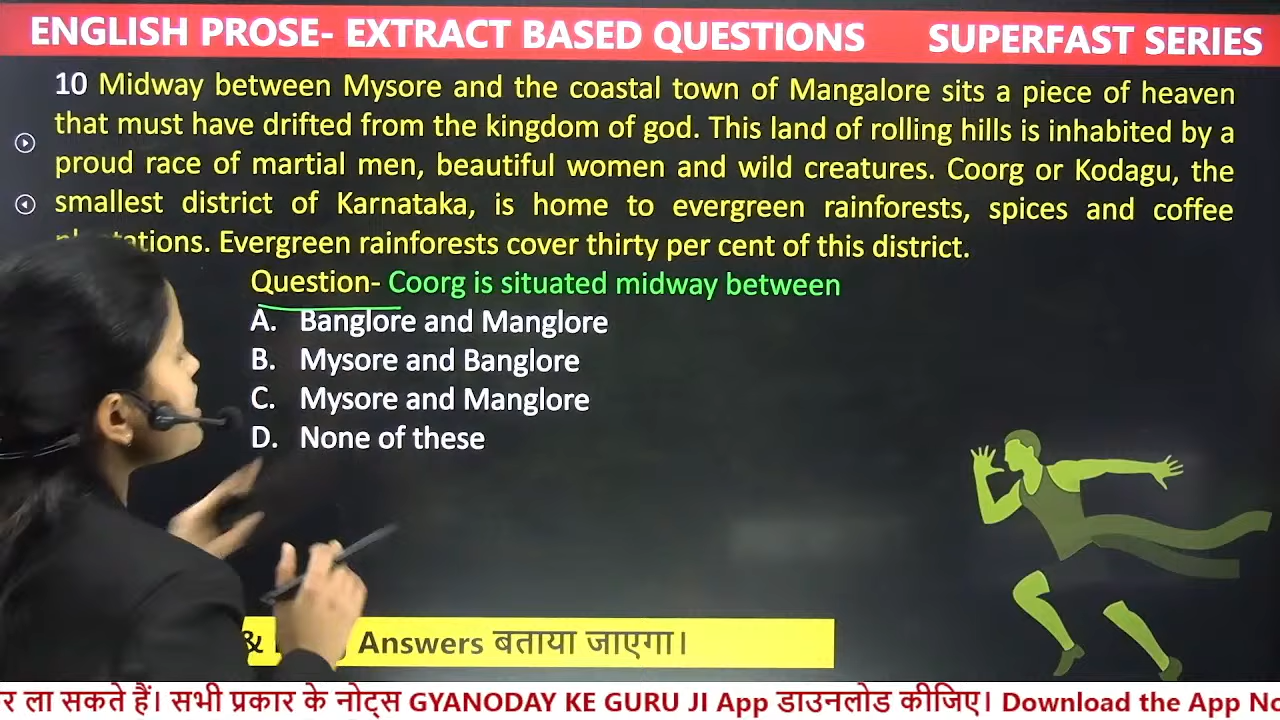 ENGLISH PROSE- EXTRACT BASED QUESTIONS SUPERFAST SERIES
10 Midway between Mysore and the coastal town of Mangalore sits a piece of heaven
that must have drifted from the kingdom of god. This land of rolling hills is inhabited by a
proud race of martial men, beautiful women and wild creatures. Coorg or Kodagu, the
smallest district of Karnataka, is home to evergreen rainforests, spices and coffee
Evergreen rainforests cover thirty per cent of this district.
Question- Coorg is situated midway between
A. Banglore and Manglore
B. Mysore and Banglore
C. Mysore and Manglore
D. None of these
& Answers बताया जाएगा।
र ला सकते हैं। सभी प्रकार के नोट्स GYANODAY KE GURU JI App डाउनलोड कीजिए। Download the App